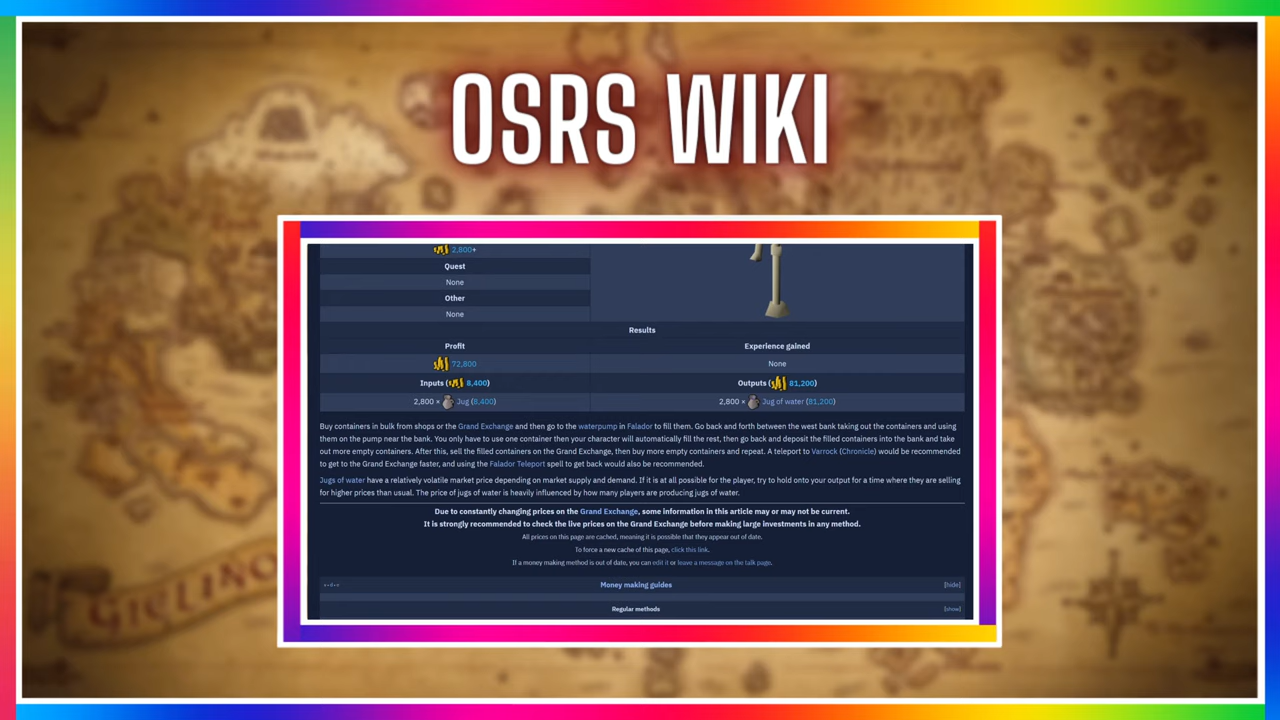 OSRS WIKI
2,800+
Quest
None
Other
None
Results
Profit
Experience gained
72,800
None
Inputs (8,400)
Outputs (81,200)
2,800 × Jug (8,400)
2,800 × Jug of water (81,200)
Buy containers in bulk from shops or the Grand Exchange and then go to the waterpump in Falador to fill them. Go back and forth between the west bank taking out the containers and using
them on the pump near the bank. You only have to use one container then your character will automatically fill the rest, then go back and deposit the filled containers into the bank and take
out more empty containers. After this, sell the filled containers on the Grand Exchange, then buy more empty containers and repeat. A teleport to Varrock (Chronicle) would be recommended
to get to the Grand Exchange faster, and using the Falador Teleport spell to get back would also be recommended.
Jugs of water have a relatively volatile market price depending on market supply and demand. If it is at all possible for the player, try to hold onto your output for a time where they are selling
for higher prices than usual. The price of jugs of water is heavily influenced by how many players are producing jugs of water.
Due to constantly changing prices on the Grand Exchange, some information in this article may or may not be current.
It is strongly recommended to check the live prices on the Grand Exchange before making large investments in any method.
All prices on this page are cached, meaning it is possible that they appear out of date.
To force a new cache of this page, click this link.
If a money making method is out of date, you can edit it or leave a message on the talk page.
Money making guides
[hide]
Regular methods
[show]